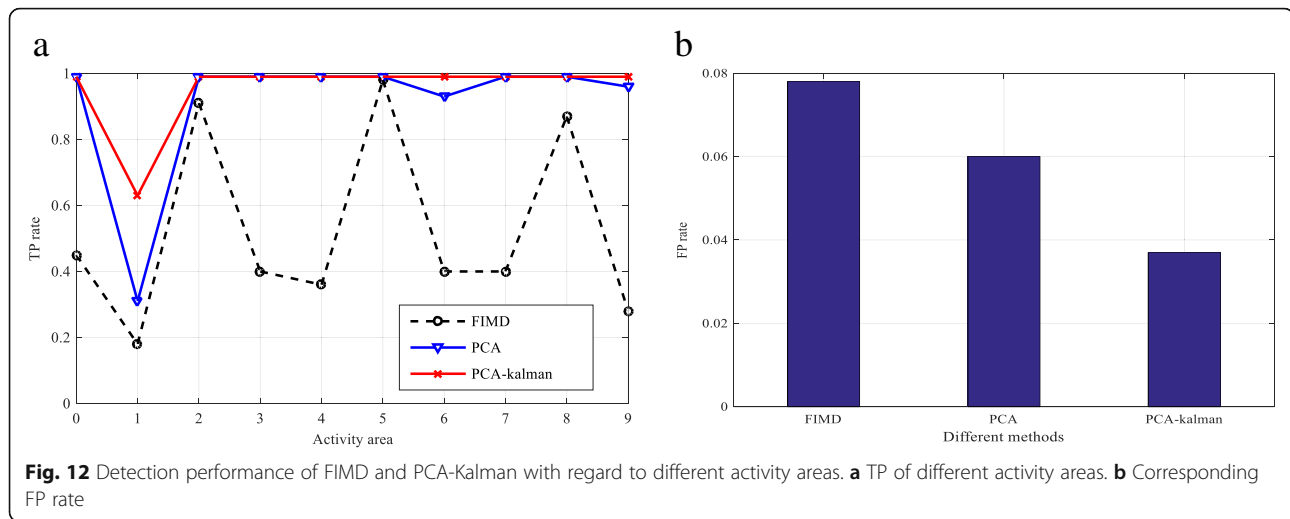 a
1
0.8
0.6
0.4
0.2
0
TP rate
0 1 2 3 4 5 6 7 8 9
Activity area
FIMD
PCA
PCA-kalman
b
0.08
0.06
0.04
0.02
0
FP rate
FIMD PCA PCA-kalman
Different methods
Fig. 12 Detection performance of FIMD and PCA-Kalman with regard to different activity areas. a TP of different activity areas. b Corresponding
FP rate